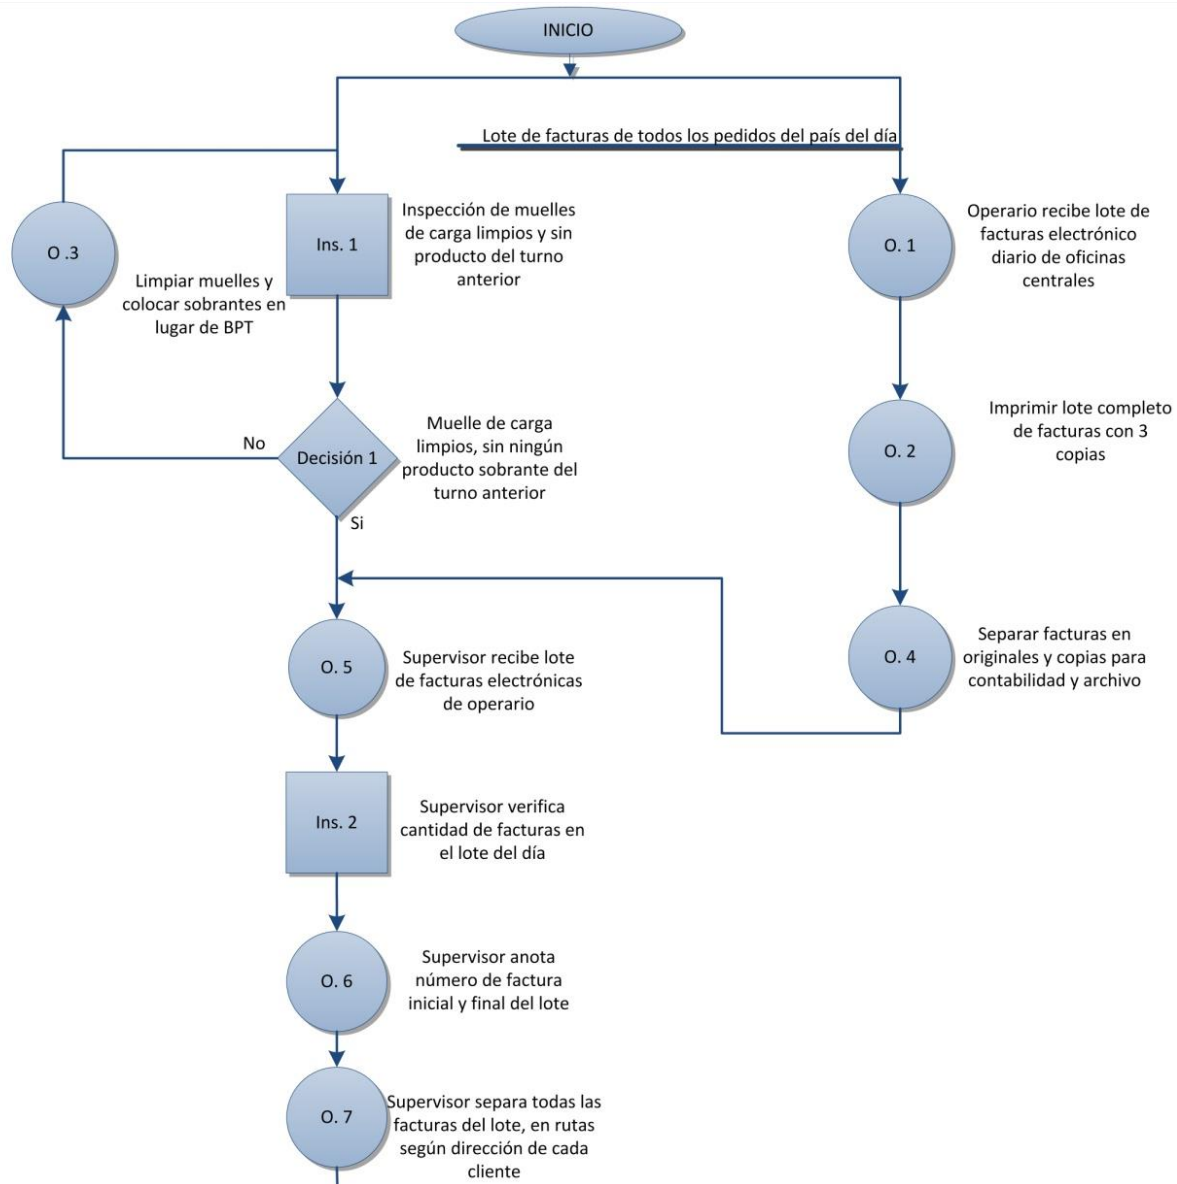 INICIO
Lote de facturas de todos los pedidos del país del día
O .3
Limpiar muelles y
colocar sobrantes en
lugar de BPT
Ins. 1
Inspección de muelles
de carga limpios y sin
producto del turno
anterior
O. 1
Operario recibe lote de
facturas electrónico
diario de oficinas
centrales
No
Decisión 1
Muelle de carga
limpios, sin ningún
producto sobrante del
turno anterior
Si
O. 2
Imprimir lote completo
de facturas con 3
copias
O. 5
Supervisor recibe lote
de facturas electrónicas
de operario
O. 4
Separar facturas en
originales y copias para
contabilidad y archivo
Ins. 2
Supervisor verifica
cantidad de facturas en
el lote del día
O. 6
Supervisor anota
número de factura
inicial y final del lote
O. 7
Supervisor separa todas las
facturas del lote, en rutas
según dirección de cada
cliente